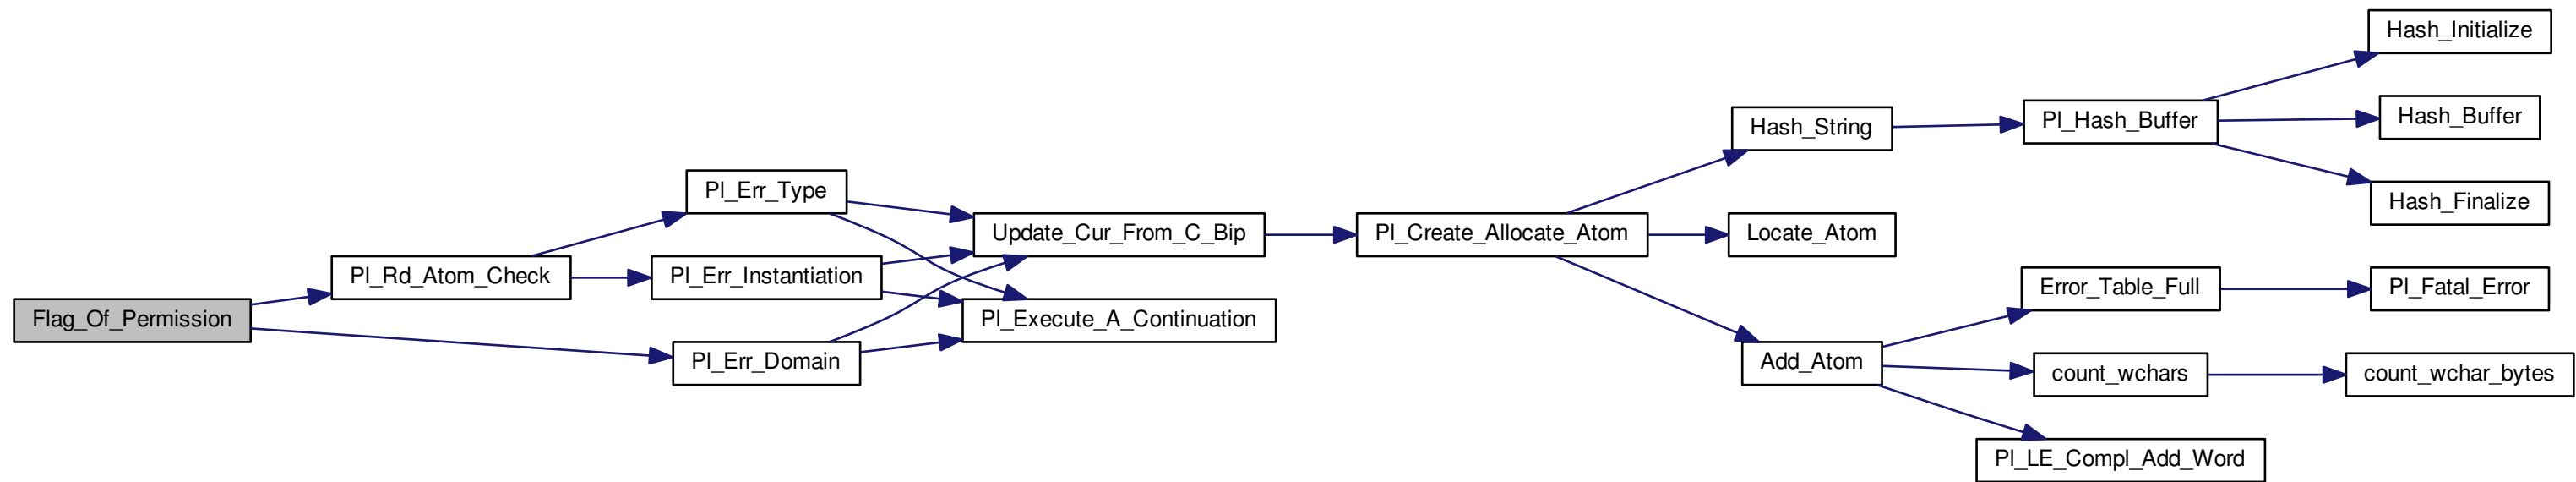 Flag_Of_Permission
Pl_Rd_Atom_Check
Pl_Err_Domain
Pl_Err_Type
Pl_Err_Instantiation
Update_Cur_From_C_Bip
Pl_Execute_A_Continuation
Pl_Create_Allocate_Atom
Hash_String
Locate_Atom
Add_Atom
Pl_Hash_Buffer
Error_Table_Full
count_wchars
Pl_LE_Compl_Add_Word
Hash_Initialize
Hash_Buffer
Hash_Finalize
Pl_Fatal_Error
count_wchar_bytes